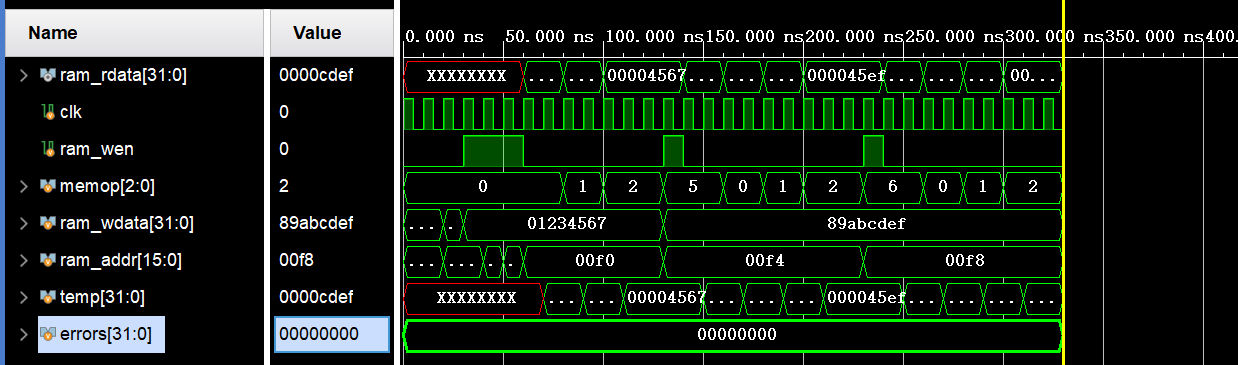 Name Value 0.000 ns 50.000 ns 100.000 ns 150.000 ns 200.000 ns 250.000 ns 300.000 ns 350.000 ns 400.
ram_rdata[31:0] 0000cdef XXXXXXXX ... ... 00004567 ... ... ... 000045ef ... ... ... 00...
clk 0
ram_wen 0
memop[2:0] 2 0 1 2 5 0 1 2 6 0 1 2
ram_wdata[31:0] 89abcdef ... . 01234567 89abcdef
ram_addr[15:0] 00f8 ... ... . . 00f0 00f4 00f8
temp[31:0] 0000cdef XXXXXXXX ... ... 00004567 ... ... ... 000045ef ... ... ... ...
errors[31:0] 00000000 00000000